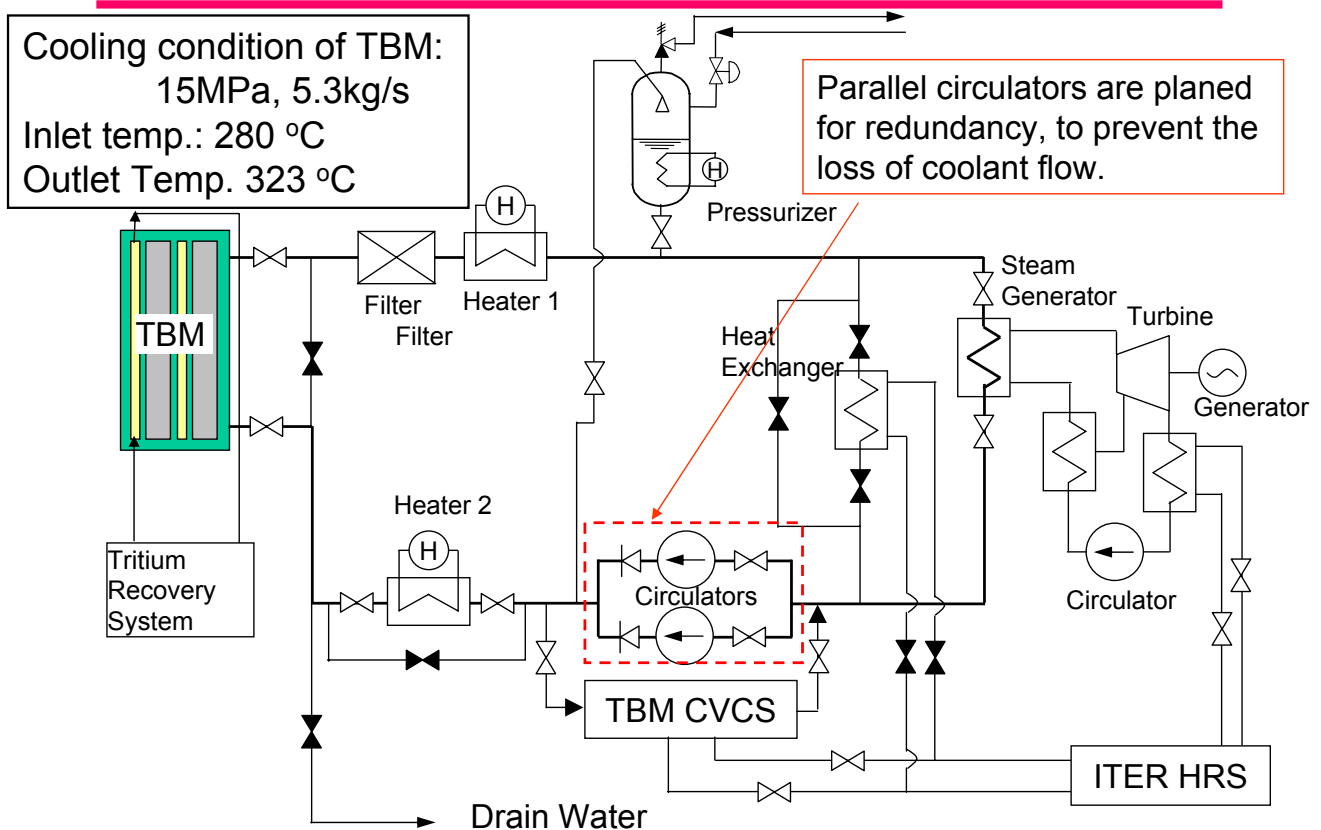 Cooling condition of TBM:
15MPa, 5.3kg/s
Inlet temp.: 280 °C
Outlet Temp. 323 °C
Parallel circulators are planed
for redundancy, to prevent the
loss of coolant flow.
H
Pressurizer
H
Filter
Filter
Heater 1
Steam
Generator
Turbine
TBM
Heat
Exchanger
Generator
Heater 2
H
Tritium
Recovery
System
Circulators
Circulator
TBM CVCS
ITER HRS
Drain Water